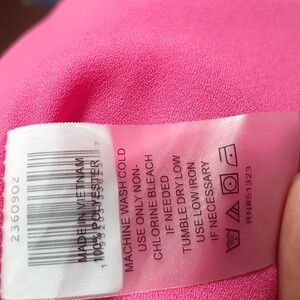 2360902
MADE IN VIETNAM
100% POLYESTER
MACHINE WASH COLD
USE ONLY NON-
CHLORINE BLEACH
IF NEEDED
TUMBLE DRY LOW
USE LOW IRON
IF NECESSARY
RN#51323